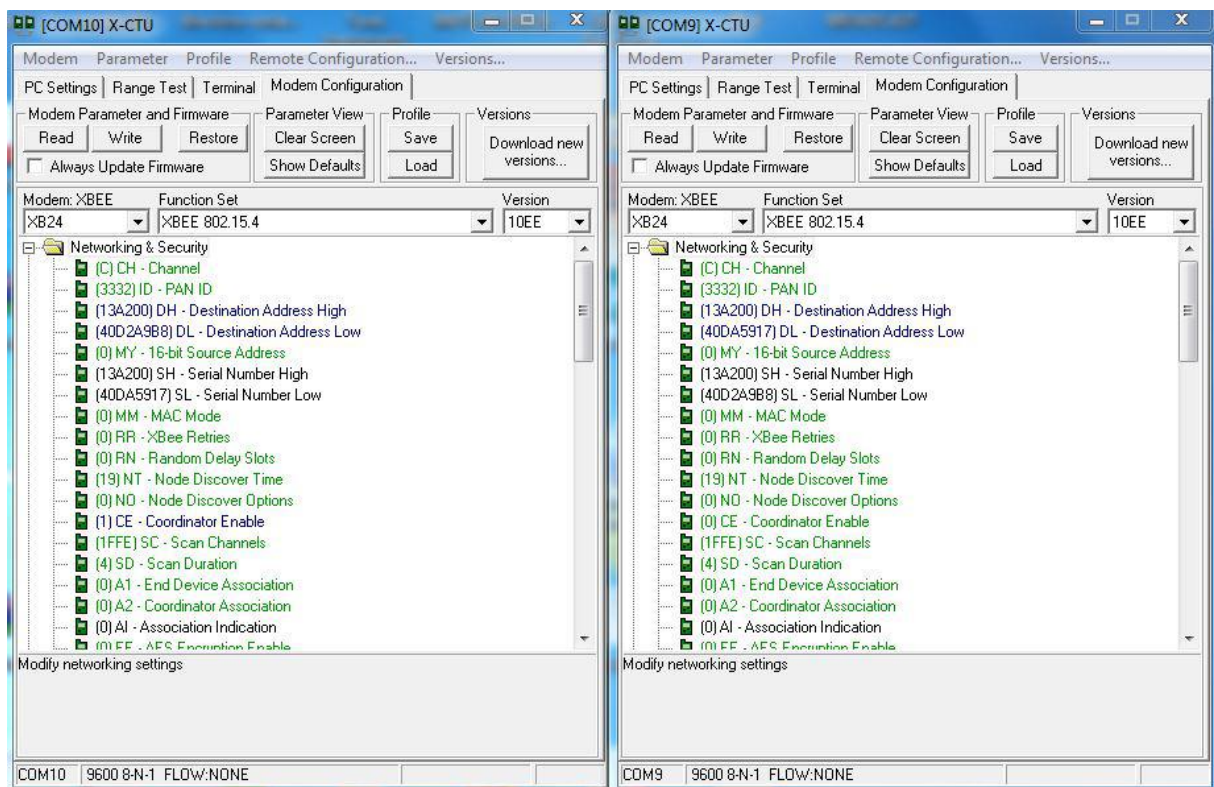 [COM10] X-CTU
Modem Parameter Profile Remote Configuration... Versions...
PC Settings Range Test Terminal Modem Configuration
Modem Parameter and Firmware Parameter View Profile Versions
Read Write Restore Clear Screen Save Download new
Always Update Firmware Show Defaults Load versions...
Modem: XBEE Function Set Version
XB24 XBEE 802.15.4 10EE
Networking & Security
(C) CH - Channel
(3332) ID - PAN ID
(13A200) DH - Destination Address High
(40D2A9B8) DL - Destination Address Low
(0) MY - 16-bit Source Address
(13A200) SH - Serial Number High
(40DA5917) SL - Serial Number Low
(0) MM - MAC Mode
(0) RR - XBee Retries
(0) RN - Random Delay Slots
(19) NT - Node Discover Time
(0) NO - Node Discover Options
(1) CE - Coordinator Enable
(1FFE) SC - Scan Channels
(4) SD - Scan Duration
(0) A1 - End Device Association
(0) A2 - Coordinator Association
(0) AI - Association Indication
(0) EE - AES Encryption Enable
Modify networking settings
COM10 9600 8-N-1 FLOW:NONE
[COM9] X-CTU
Modem Parameter Profile Remote Configuration... Versions...
PC Settings Range Test Terminal Modem Configuration
Modem Parameter and Firmware Parameter View Profile Versions
Read Write Restore Clear Screen Save Download new
Always Update Firmware Show Defaults Load versions...
Modem: XBEE Function Set Version
XB24 XBEE 802.15.4 10EE
Networking & Security
(C) CH - Channel
(3332) ID - PAN ID
(13A200) DH - Destination Address High
(40DA5917) DL - Destination Address Low
(0) MY - 16-bit Source Address
(13A200) SH - Serial Number High
(40D2A9B8) SL - Serial Number Low
(0) MM - MAC Mode
(0) RR - XBee Retries
(0) RN - Random Delay Slots
(19) NT - Node Discover Time
(0) NO - Node Discover Options
(0) CE - Coordinator Enable
(1FFE) SC - Scan Channels
(4) SD - Scan Duration
(0) A1 - End Device Association
(0) A2 - Coordinator Association
(0) AI - Association Indication
(0) EE - AES Encryption Enable
Modify networking settings
COM9 9600 8-N-1 FLOW:NONE